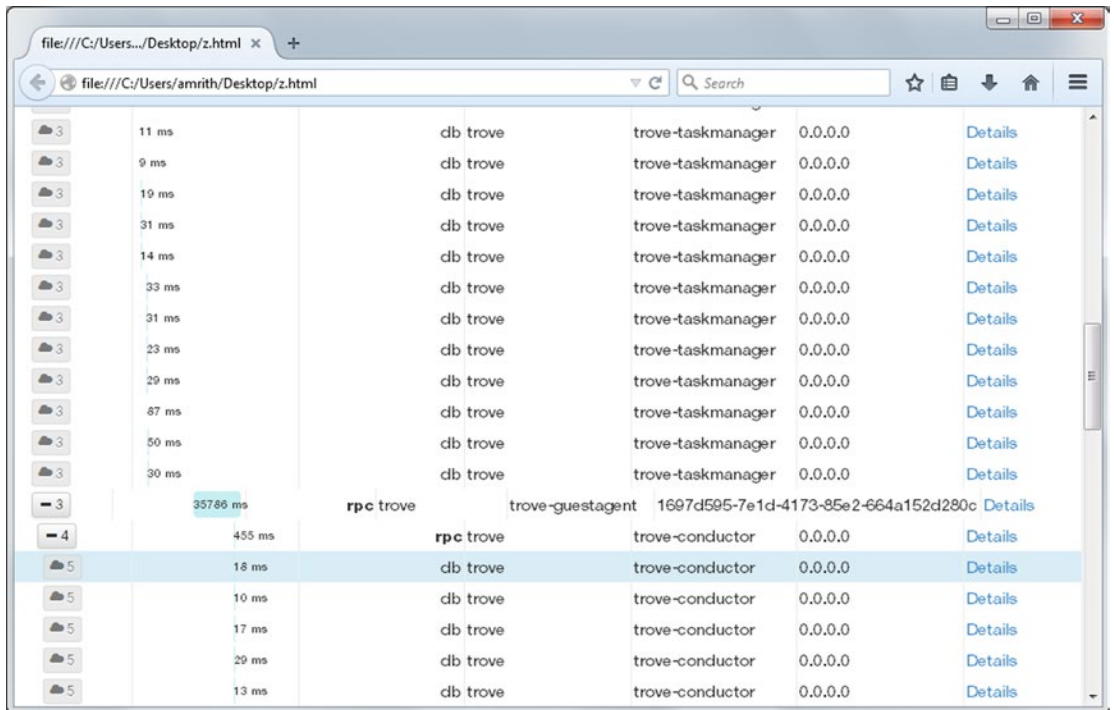 file:///C:/Users.../Desktop/z.html × +
file:///C:/Users/amrith/Desktop/z.html Search
3 11 ms db trove trove-taskmanager 0.0.0.0 Details
3 9 ms db trove trove-taskmanager 0.0.0.0 Details
3 19 ms db trove trove-taskmanager 0.0.0.0 Details
3 31 ms db trove trove-taskmanager 0.0.0.0 Details
3 14 ms db trove trove-taskmanager 0.0.0.0 Details
3 33 ms db trove trove-taskmanager 0.0.0.0 Details
3 31 ms db trove trove-taskmanager 0.0.0.0 Details
3 23 ms db trove trove-taskmanager 0.0.0.0 Details
3 29 ms db trove trove-taskmanager 0.0.0.0 Details
3 87 ms db trove trove-taskmanager 0.0.0.0 Details
3 50 ms db trove trove-taskmanager 0.0.0.0 Details
3 30 ms db trove trove-taskmanager 0.0.0.0 Details
− 3 35786 ms rpc trove trove-guestagent 1697d595-7e1d-4173-85e2-664a152d280c Details
− 4 455 ms rpc trove trove-conductor 0.0.0.0 Details
5 18 ms db trove trove-conductor 0.0.0.0 Details
5 10 ms db trove trove-conductor 0.0.0.0 Details
5 17 ms db trove trove-conductor 0.0.0.0 Details
5 29 ms db trove trove-conductor 0.0.0.0 Details
5 13 ms db trove trove-conductor 0.0.0.0 Details